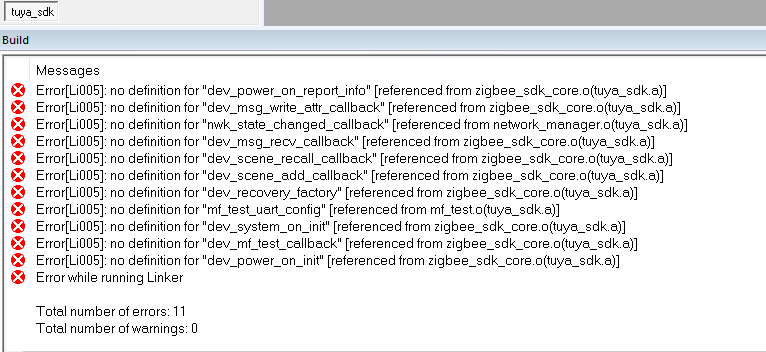 tuya_sdk
Build
Messages
Error[Li005]: no definition for "dev_power_on_report_info" [referenced from zigbee_sdk_core.o(tuya_sdk.a)]
Error[Li005]: no definition for "dev_msg_write_attr_callback" [referenced from zigbee_sdk_core.o(tuya_sdk.a)]
Error[Li005]: no definition for "nwk_state_changed_callback" [referenced from network_manager.o(tuya_sdk.a)]
Error[Li005]: no definition for "dev_msg_recv_callback" [referenced from zigbee_sdk_core.o(tuya_sdk.a)]
Error[Li005]: no definition for "dev_scene_recall_callback" [referenced from zigbee_sdk_core.o(tuya_sdk.a)]
Error[Li005]: no definition for "dev_scene_add_callback" [referenced from zigbee_sdk_core.o(tuya_sdk.a)]
Error[Li005]: no definition for "dev_recovery_factory" [referenced from zigbee_sdk_core.o(tuya_sdk.a)]
Error[Li005]: no definition for "mf_test_uart_config" [referenced from mf_test.o(tuya_sdk.a)]
Error[Li005]: no definition for "dev_system_on_init" [referenced from zigbee_sdk_core.o(tuya_sdk.a)]
Error[Li005]: no definition for "dev_mf_test_callback" [referenced from zigbee_sdk_core.o(tuya_sdk.a)]
Error[Li005]: no definition for "dev_power_on_init" [referenced from zigbee_sdk_core.o(tuya_sdk.a)]
Error while running Linker
Total number of errors: 11
Total number of warnings: 0